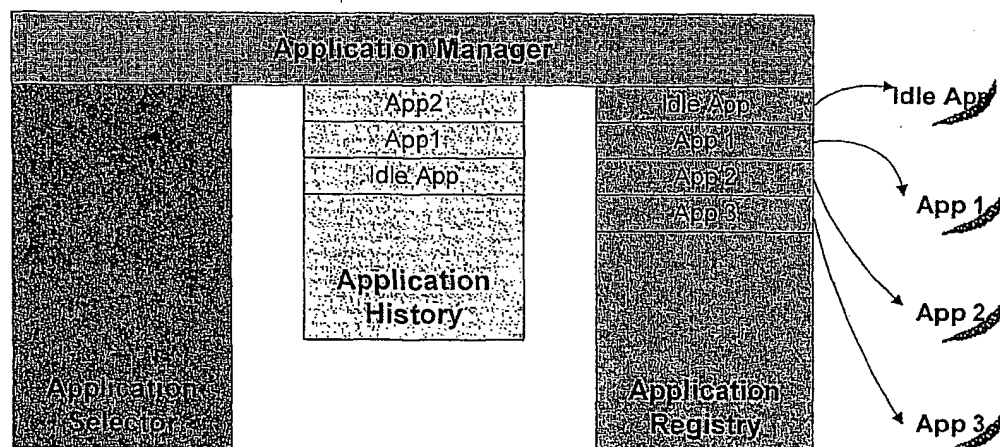 Application Manager
App2
App1
Idle App
Application
History
Application
Selector
Idle App
App 1
App 2
App 3
Application
Registry
Idle App
App 1
App 2
App 3